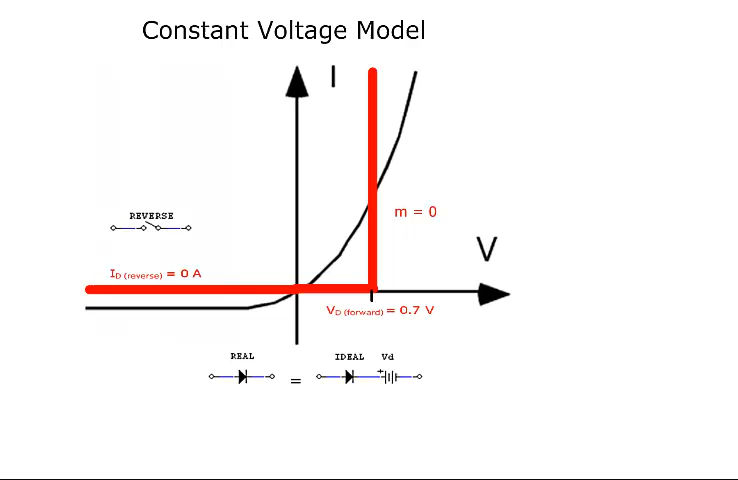 Constant Voltage Model
I
REVERSE
m = 0
V
ID (reverse) = 0 A
VD (forward) = 0.7 V
REAL
IDEAL Vd
=
+